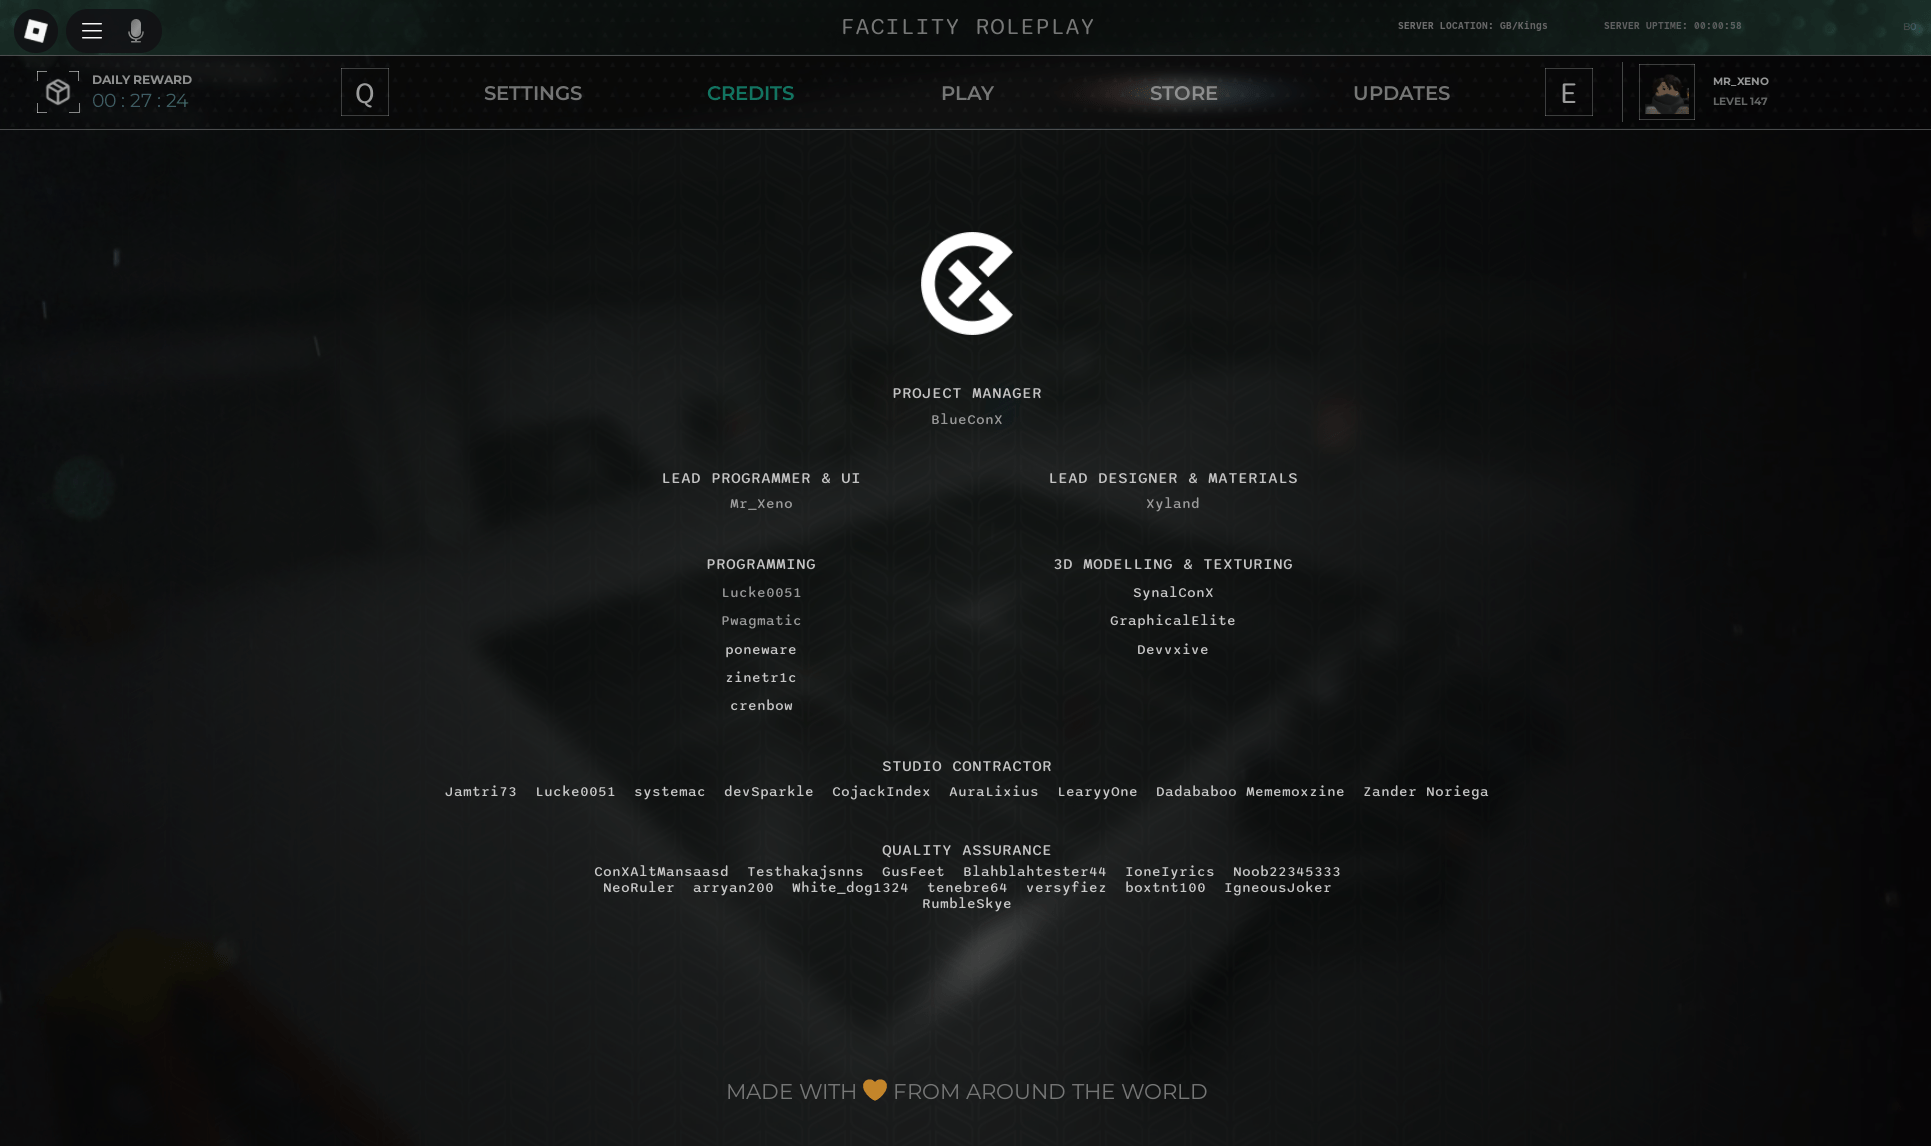 FACILITY ROLEPLAY
SERVER LOCATION: GB/Kings
SERVER UPTIME: 00:00:58
DAILY REWARD
00 : 27 : 24
Q
SETTINGS
CREDITS
PLAY
STORE
UPDATES
E
MR_XENO
LEVEL 147
PROJECT MANAGER
BlueConX
LEAD PROGRAMMER & UI
Mr_Xeno
LEAD DESIGNER & MATERIALS
Xyland
PROGRAMMING
Lucke0051
Pwagmatic
poneware
zinetr1c
crenbow
3D MODELLING & TEXTURING
SynalConX
GraphicalElite
Devvxive
STUDIO CONTRACTOR
Jamtri73 Lucke0051 systemac devSparkle CojackIndex AuraLixius LearyyOne Dadababoo Mememoxzine Zander Noriega
QUALITY ASSURANCE
ConXAltMansaasd Testhakajsnns GusFeet Blahblahtester44 IoneIyrics Noob22345333
NeoRuler arryan200 White_dog1324 tenebre64 versyfiez boxtnt100 IgneousJoker
RumbleSkye
MADE WITH 🧡 FROM AROUND THE WORLD